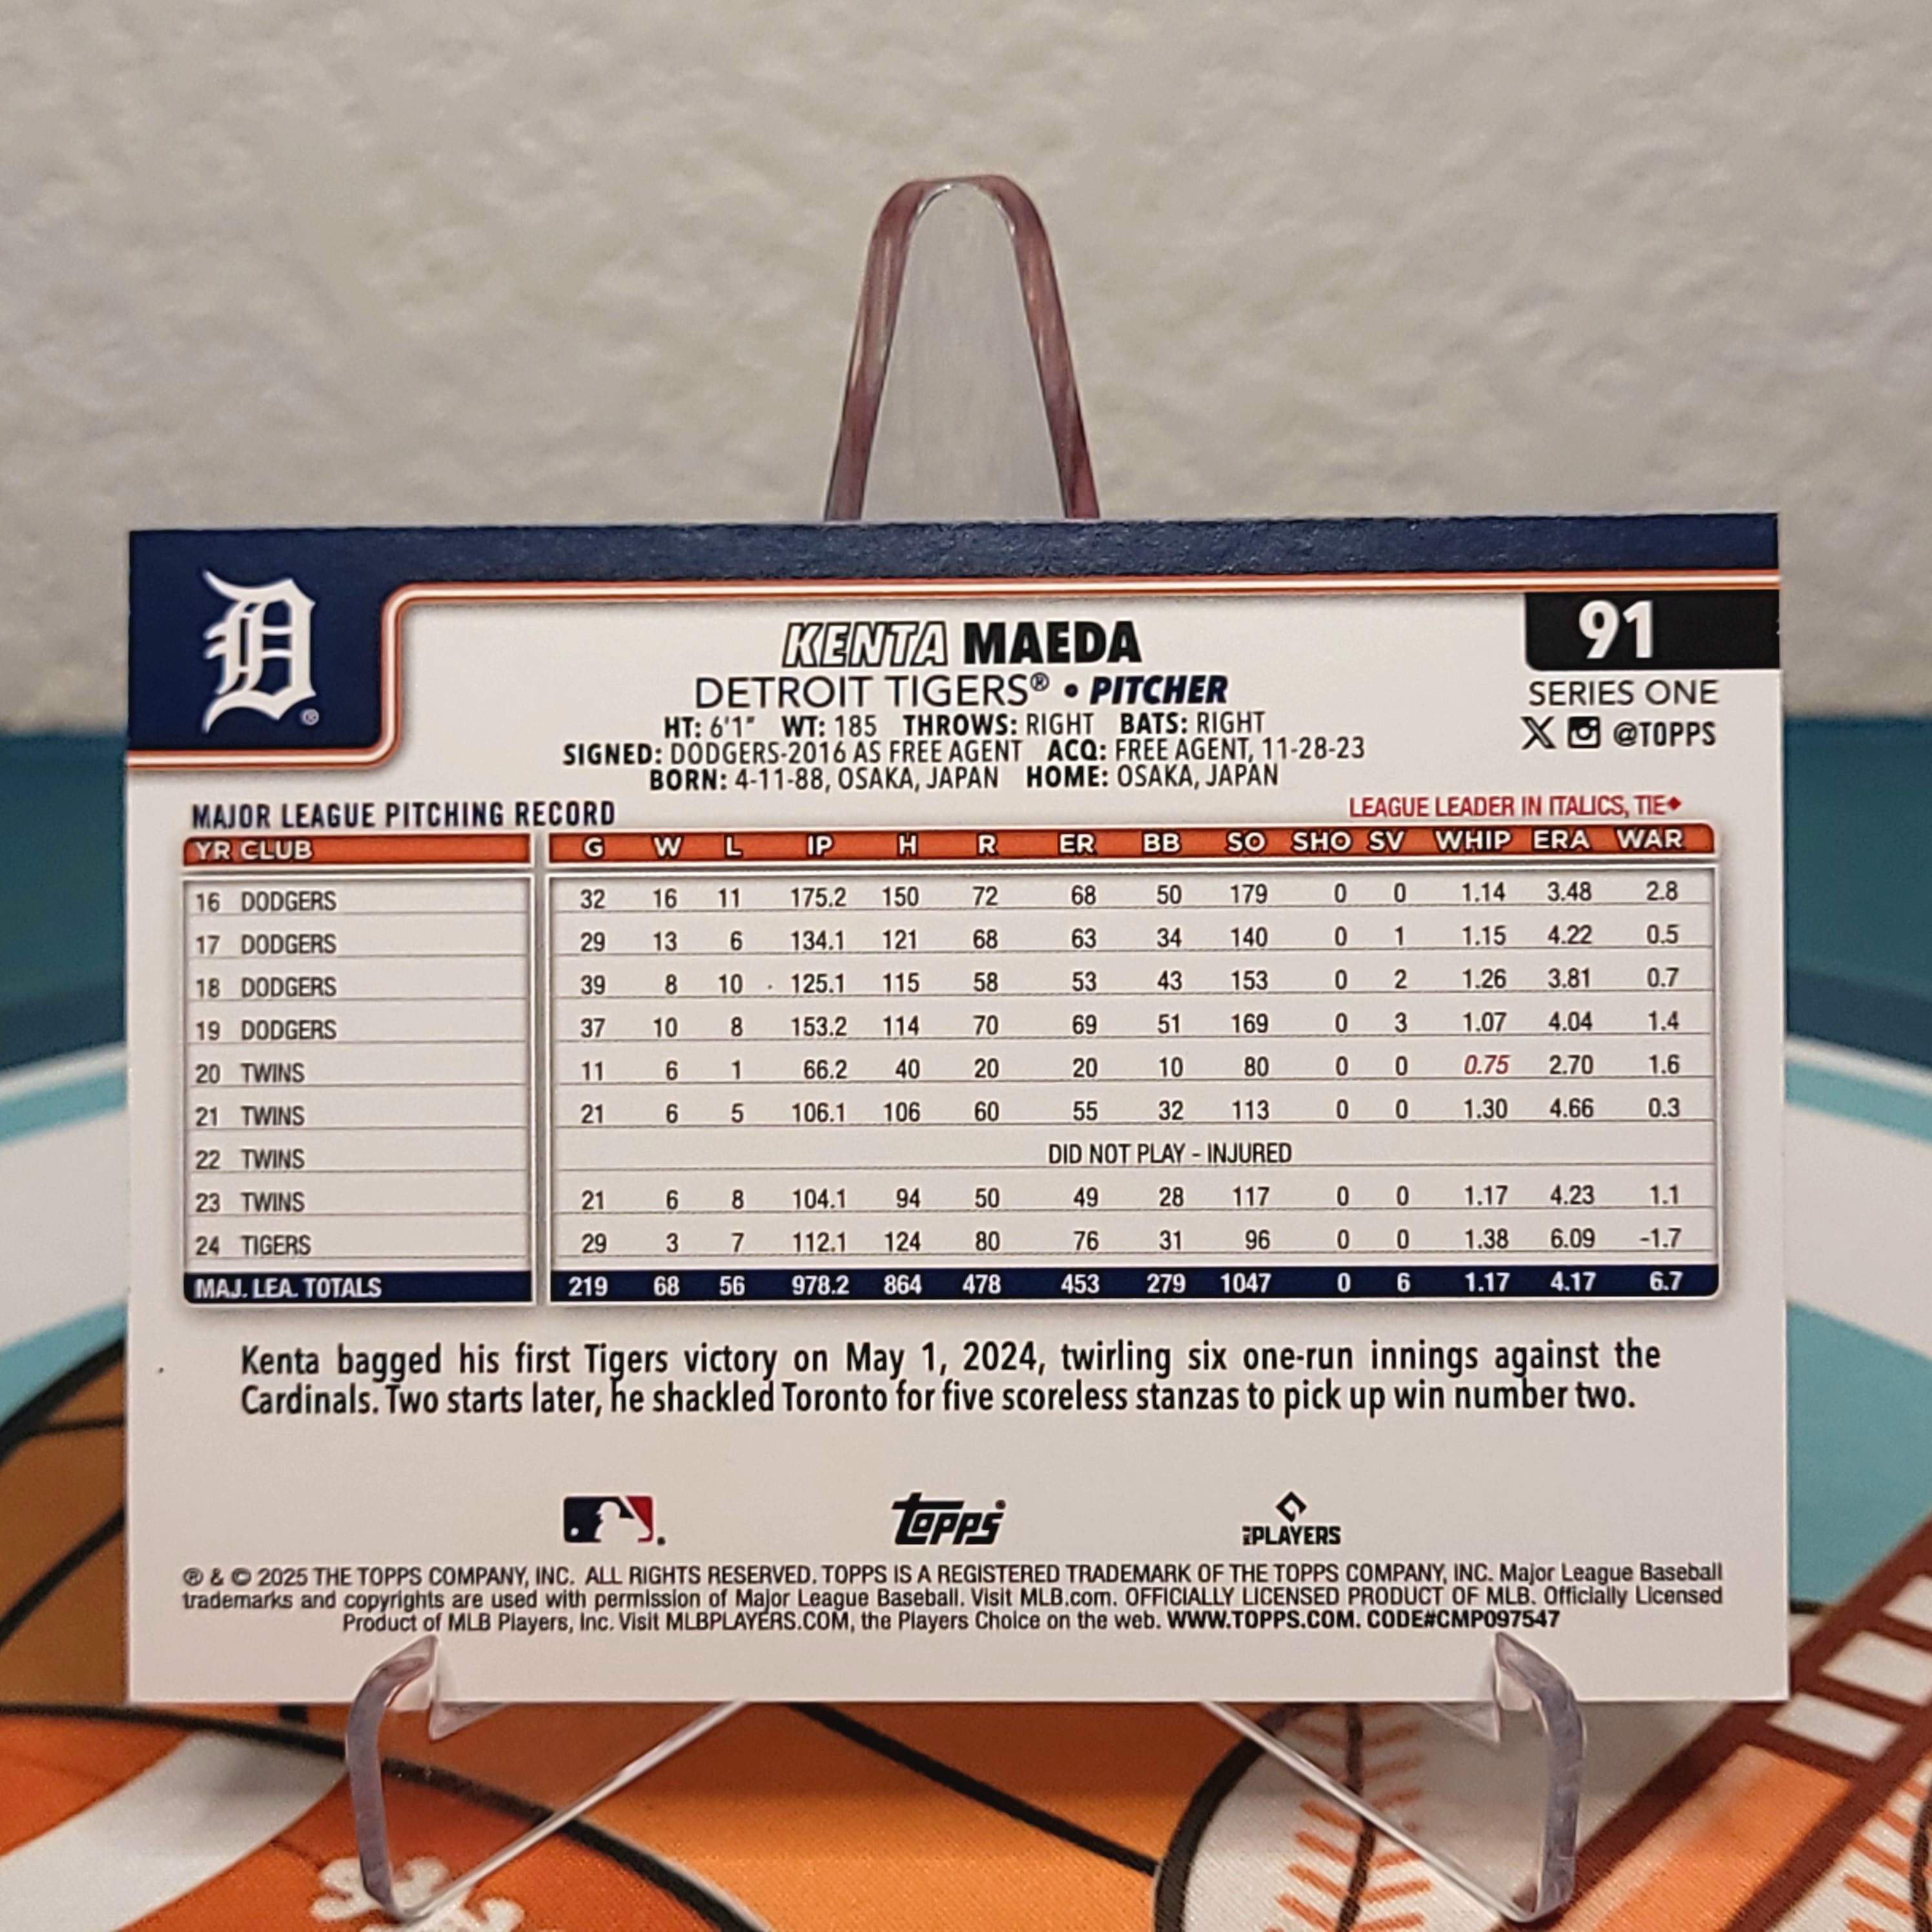 D®
KENTA MAEDA
91
DETROIT TIGERS® • PITCHER
SERIES ONE
HT: 6'1" WT: 185 THROWS: RIGHT BATS: RIGHT
@TOPPS
SIGNED: DODGERS-2016 AS FREE AGENT ACQ: FREE AGENT, 11-28-23
BORN: 4-11-88, OSAKA, JAPAN HOME: OSAKA, JAPAN
MAJOR LEAGUE PITCHING RECORD
LEAGUE LEADER IN ITALICS, TIE◆
YR CLUB G W L IP H R ER BB SO SHO SV WHIP ERA WAR
16 DODGERS 32 16 11 175.2 150 72 68 50 179 0 0 1.14 3.48 2.8
17 DODGERS 29 13 6 134.1 121 68 63 34 140 0 1 1.15 4.22 0.5
18 DODGERS 39 8 10 125.1 115 58 53 43 153 0 2 1.26 3.81 0.7
19 DODGERS 37 10 8 153.2 114 70 69 51 169 0 3 1.07 4.04 1.4
20 TWINS 11 6 1 66.2 40 20 20 10 80 0 0 0.75 2.70 1.6
21 TWINS 21 6 5 106.1 106 60 55 32 113 0 0 1.30 4.66 0.3
22 TWINS DID NOT PLAY - INJURED
23 TWINS 21 6 8 104.1 94 50 49 28 117 0 0 1.17 4.23 1.1
24 TIGERS 29 3 7 112.1 124 80 76 31 96 0 0 1.38 6.09 -1.7
MAJ. LEA. TOTALS 219 68 56 978.2 864 478 453 279 1047 0 6 1.17 4.17 6.7
Kenta bagged his first Tigers victory on May 1, 2024, twirling six one-run innings against the
Cardinals. Two starts later, he shackled Toronto for five scoreless stanzas to pick up win number two.
Topps®
MLB PLAYERS
® & © 2025 THE TOPPS COMPANY, INC. ALL RIGHTS RESERVED. TOPPS IS A REGISTERED TRADEMARK OF THE TOPPS COMPANY, INC. Major League Baseball
trademarks and copyrights are used with permission of Major League Baseball. Visit MLB.com. OFFICIALLY LICENSED PRODUCT OF MLB. Officially Licensed
Product of MLB Players, Inc. Visit MLBPLAYERS.COM, the Players Choice on the web. WWW.TOPPS.COM. CODE#CMP097547